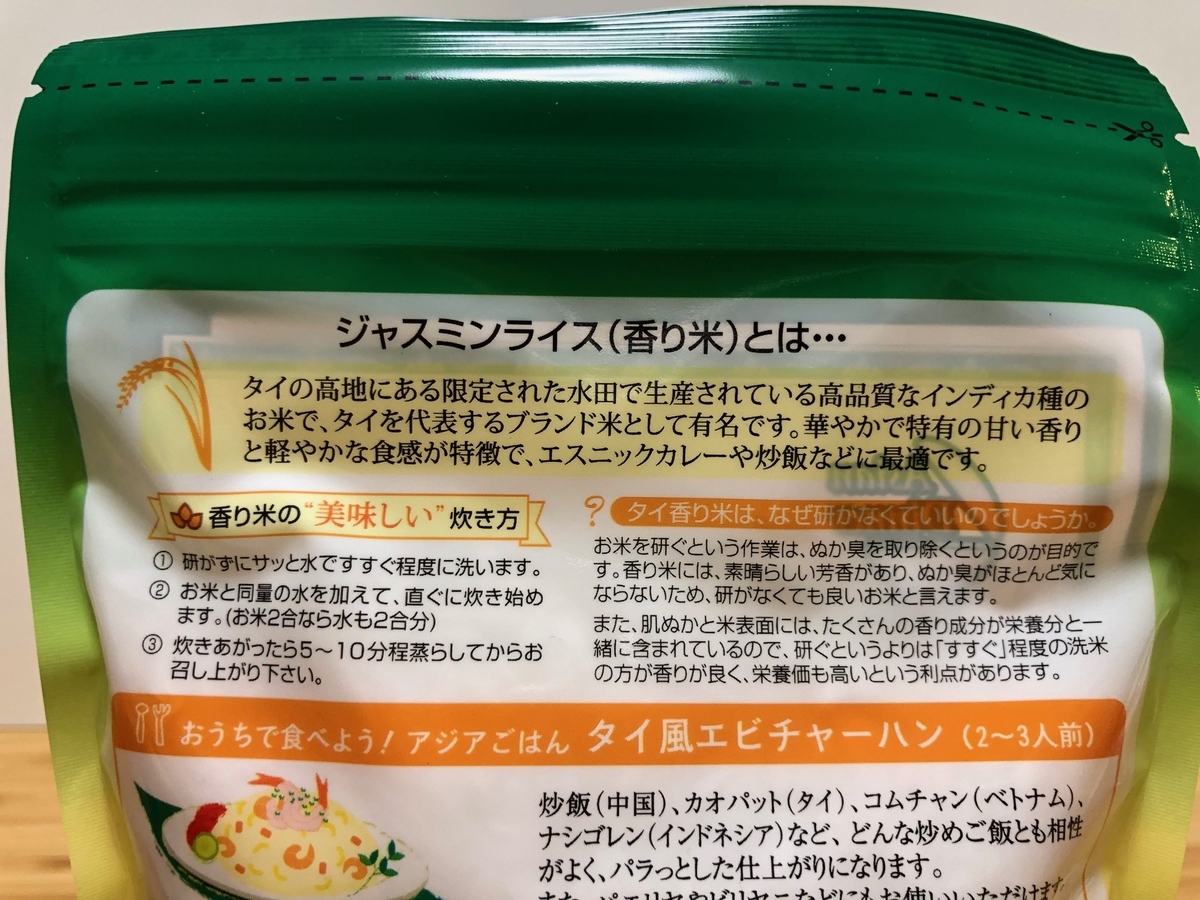 ジャスミンライス(香り米)とは…
タイの高地にある限定された水田で生産されている高品質なインディカ種の
お米で、タイを代表するブランド米として有名です。華やかで特有の甘い香り
と軽やかな食感が特徴で、エスニックカレーや炒飯などに最適です。
香り米の"美味しい"炊き方
① 研がずにサッと水ですすぐ程度に洗います。
② お米と同量の水を加えて、直ぐに炊き始め
ます。(お米2合なら水も2合分)
③ 炊きあがったら5〜10分程蒸らしてからお
召し上がり下さい。
? タイ香り米は、なぜ研がなくていいのでしょうか。
お米を研ぐという作業は、ぬか臭を取り除くというのが目的で
す。香り米には、素晴らしい芳香があり、ぬか臭がほとんど気に
ならないため、研がなくても良いお米と言えます。
また、肌ぬかと米表面には、たくさんの香り成分が栄養分と一
緒に含まれているので、研ぐというよりは「すすぐ」程度の洗米
の方が香りが良く、栄養価も高いという利点があります。
おうちで食べよう! アジアごはん タイ風エビチャーハン (2〜3人前)
炒飯(中国)、カオパット(タイ)、コムチャン(ベトナム)、
ナシゴレン(インドネシア)など、どんな炒めご飯とも相性
がよく、パラっとした仕上がりになります。
また、パエリヤやビリヤニなどにもお使いいただけます。